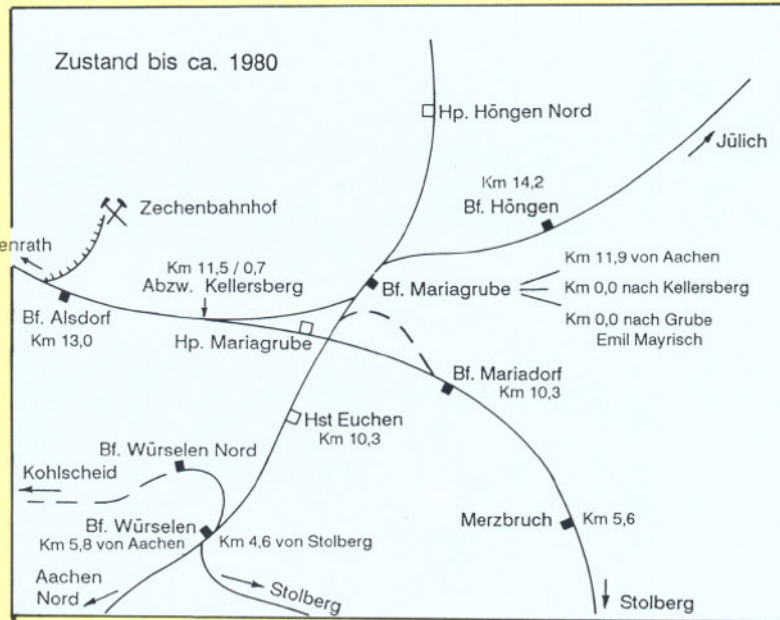 Zustand bis ca. 1980
Hp. Höngen Nord
Jülich
Km 14,2
Bf. Höngen
Zechenbahnhof
enrath
Km 11,5 / 0,7
Abzw. Kellersberg
Bf. Mariagrube
Km 11,9 von Aachen
Km 0,0 nach Kellersberg
Km 0,0 nach Grube
Emil Mayrisch
Bf. Alsdorf
Km 13,0
Hp. Mariagrube
Bf. Mariadorf
Km 10,3
Hst Euchen
Km 10,3
Bf. Würselen Nord
Kohlscheid
Bf. Würselen
Km 5,8 von Aachen
Km 4,6 von Stolberg
Merzbruch
Km 5,6
Aachen
Nord
Stolberg
Stolberg